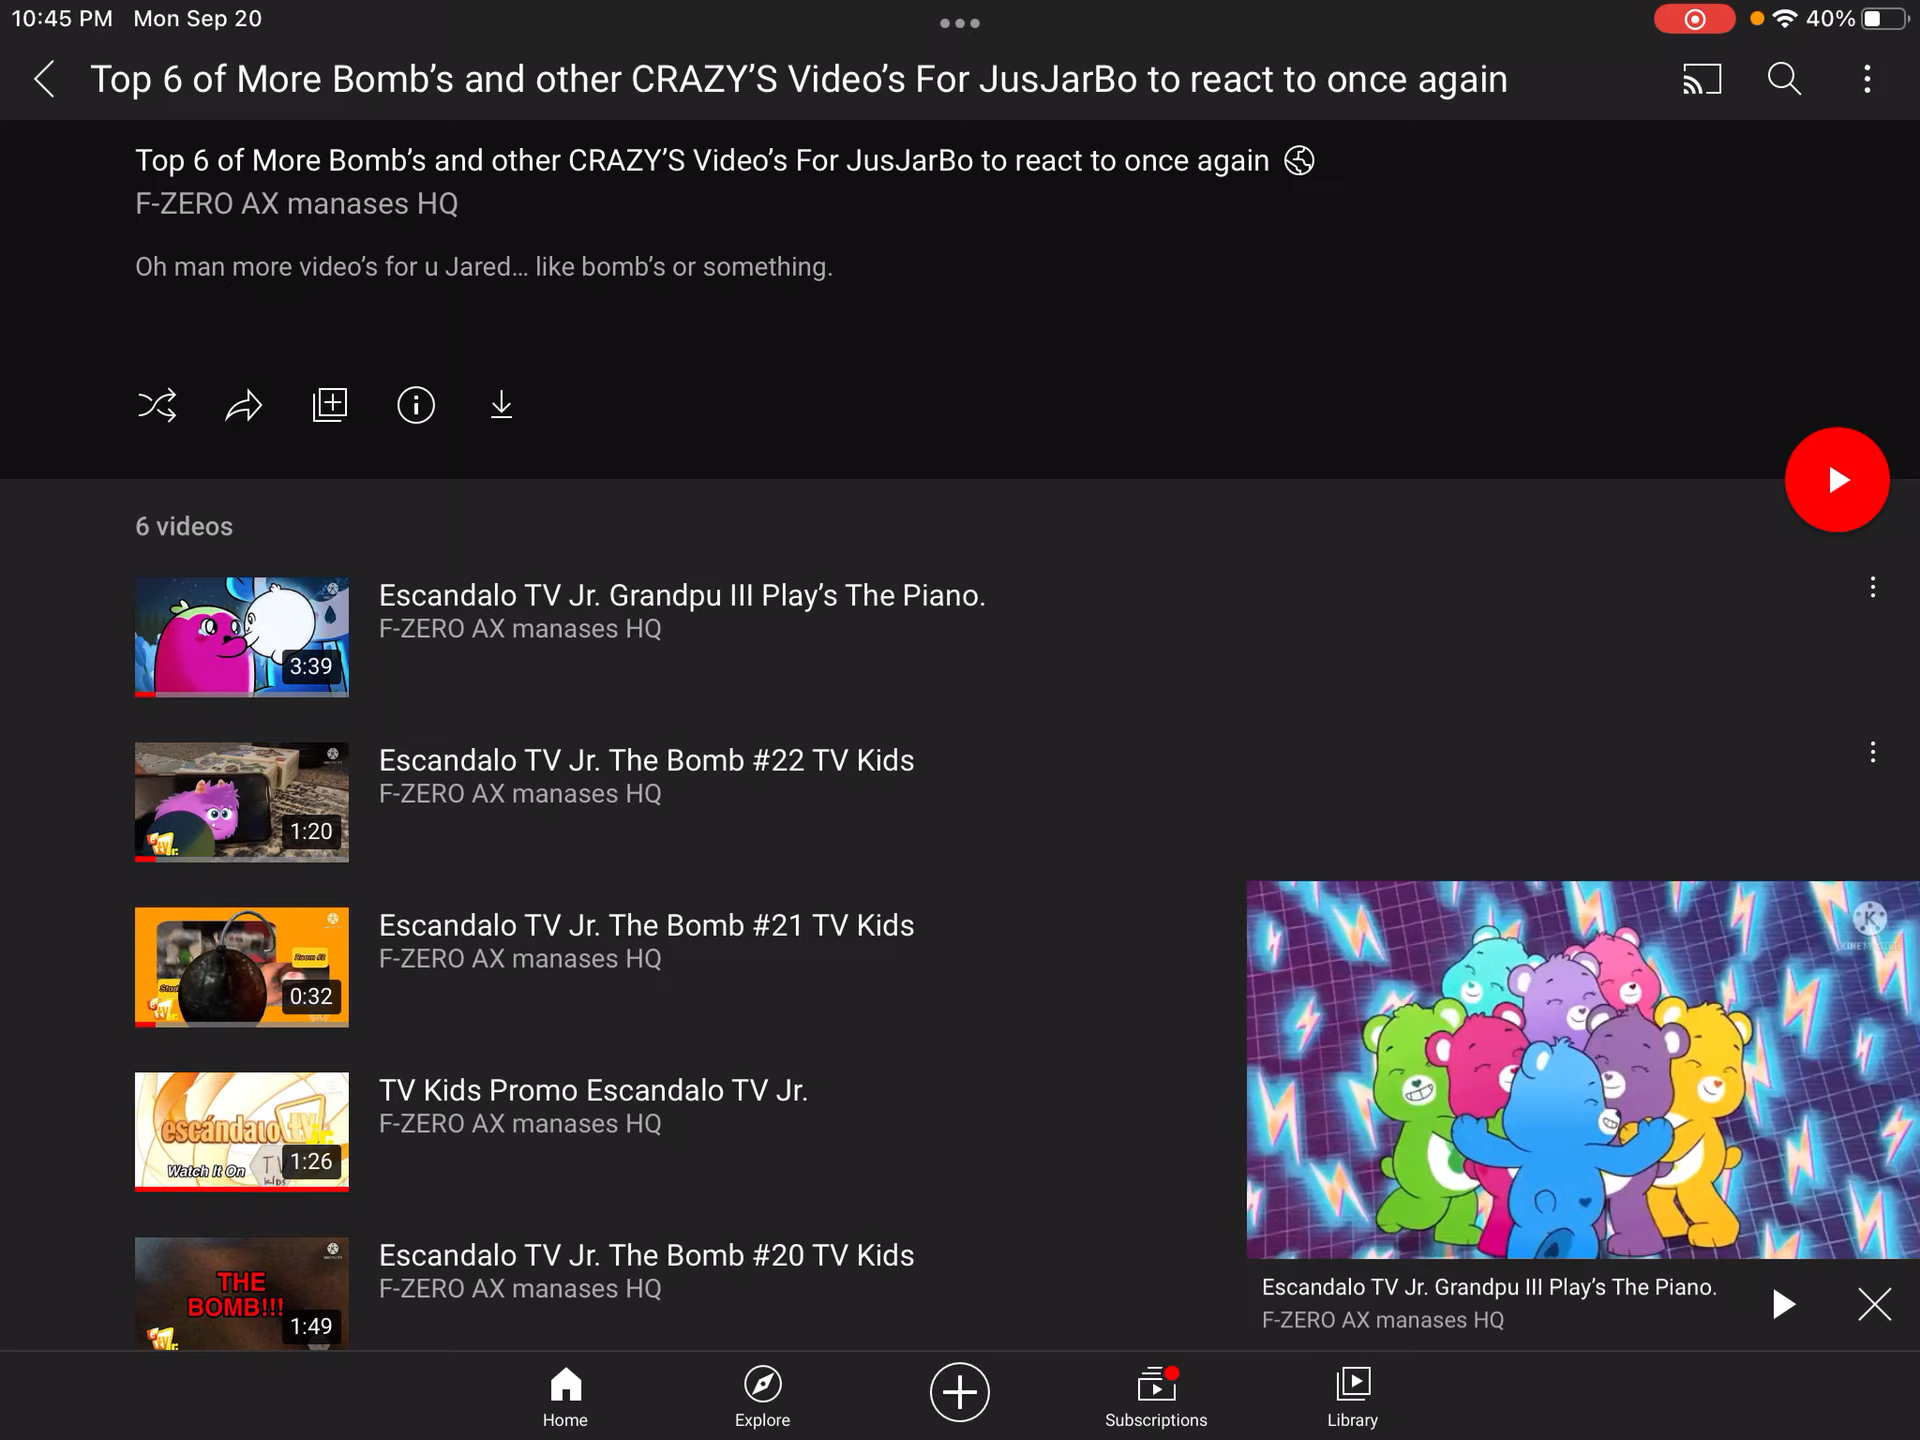 10:45 PM Mon Sep 20
40%
Top 6 of More Bomb’s and other CRAZY’S Video’s For JusJarBo to react to once again
Top 6 of More Bomb’s and other CRAZY’S Video’s For JusJarBo to react to once again
F-ZERO AX manases HQ
Oh man more video’s for u Jared... like bomb’s or something.
6 videos
3:39
Escandalo TV Jr. Grandpu III Play’s The Piano.
F-ZERO AX manases HQ
1:20
Escandalo TV Jr. The Bomb #22 TV Kids
F-ZERO AX manases HQ
Room #2
0:32
Escandalo TV Jr. The Bomb #21 TV Kids
F-ZERO AX manases HQ
escándalo tv jr.
Watch It On TV Kids
1:26
TV Kids Promo Escandalo TV Jr.
F-ZERO AX manases HQ
THE
BOMB!!!
1:49
Escandalo TV Jr. The Bomb #20 TV Kids
F-ZERO AX manases HQ
K
KINEMASTER
Escandalo TV Jr. Grandpu III Play’s The Piano.
F-ZERO AX manases HQ
Home
Explore
Subscriptions
Library